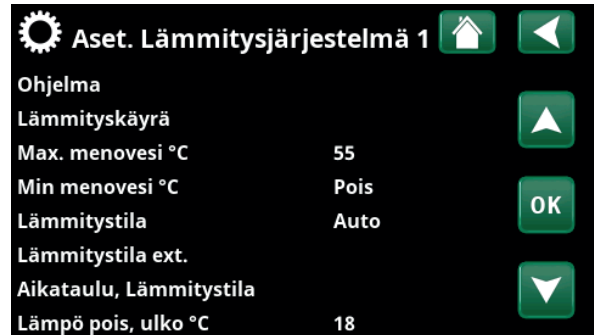 Aset. Lämmitysjärjestelmä 1
Ohjelma
Lämmityskäyrä
Max. menovesi °C 55
Min menovesi °C Pois
Lämmitystila Auto
OK
Lämmitystila ext.
Aikataulu, Lämmitystila
Lämpö pois, ulko °C 18